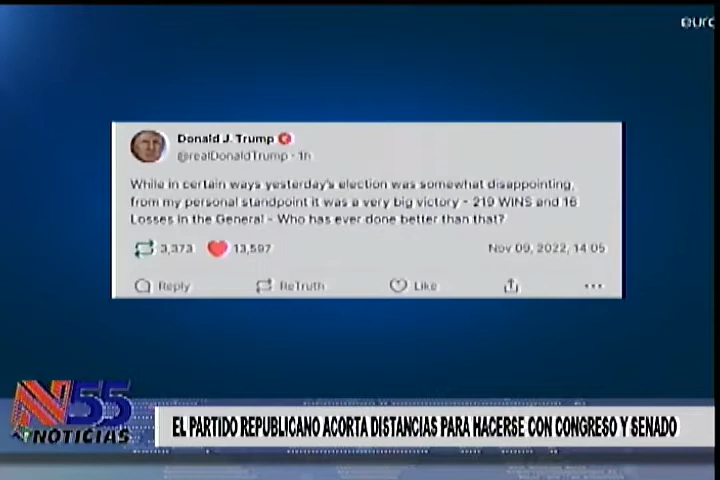 euro
Donald J. Trump
@realDonaldTrump · 1h
While in certain ways yesterday's election was somewhat disappointing,
from my personal standpoint it was a very big victory - 219 WINS and 16
Losses in the General - Who has ever done better than that?
3,373 13,597 Nov 09, 2022, 14:05
Reply ReTruth Like
N55
NOTICIAS
EL PARTIDO REPUBLICANO ACORTA DISTANCIAS PARA HACERSE CON CONGRESO Y SENADO